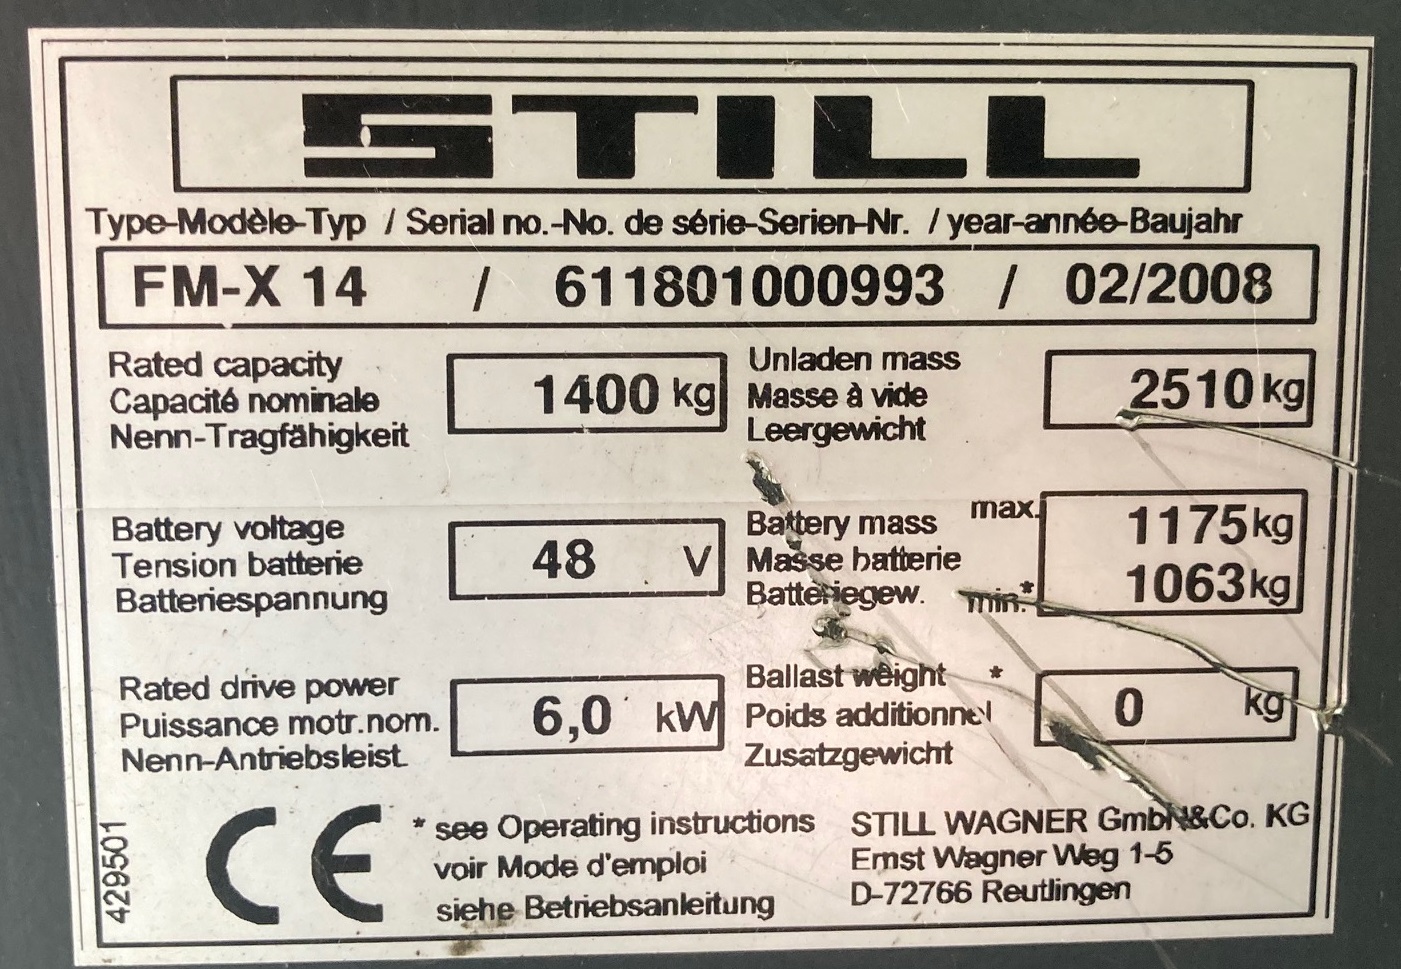 STILL
Type-Modèle-Typ / Serial no.-No. de série-Serien-Nr. / year-année-Baujahr
FM-X 14 / 611801000993 / 02/2008
Rated capacity
Capacité nominale
Nenn-Tragfähigkeit
1400 kg
Unladen mass
Masse à vide
Leergewicht
2510 kg
Battery voltage
Tension batterie
Batteriespannung
48 V
Battery mass
Masse batterie
Batteriegew.
max. 1175 kg
min.* 1063 kg
Rated drive power
Puissance motr.nom.
Nenn-Antriebsleist.
6,0 kW
Ballast weight *
Poids additionnel
Zusatzgewicht
0 kg
429501
CE
* see Operating instructions
voir Mode d'emploi
siehe Betriebsanleitung
STILL WAGNER GmbH&Co. KG
Ernst Wagner Weg 1-5
D-72766 Reutlingen